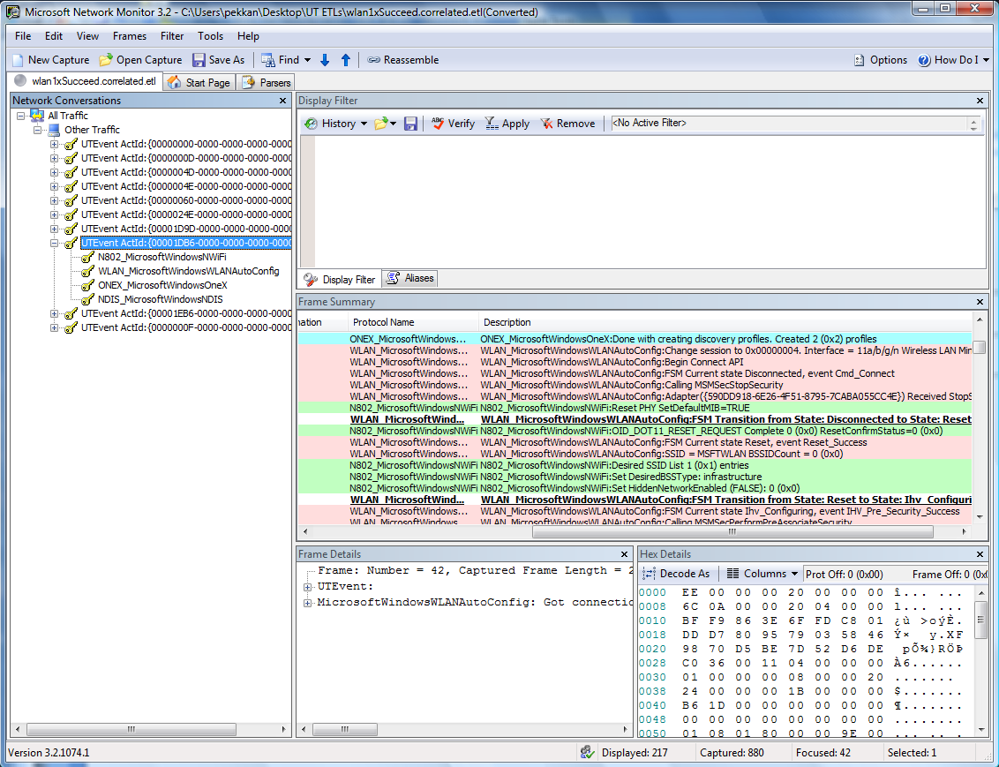 Microsoft Network Monitor 3.2 - C:\Users\pekkan\Desktop\UT ETLs\wlan1xSucceed.correlated.etl(Converted)
File Edit View Frames Filter Tools Help
New Capture Open Capture Save As Find Reassemble Options How Do I
wlan1xSucceed.correlated.etl Start Page Parsers
Network Conversations
All Traffic
Other Traffic
UTEvent ActId:{00000000-0000-0000-0000-0000
UTEvent ActId:{0000000D-0000-0000-0000-0000
UTEvent ActId:{0000004D-0000-0000-0000-0000
UTEvent ActId:{0000004E-0000-0000-0000-0000
UTEvent ActId:{00000060-0000-0000-0000-0000
UTEvent ActId:{0000024E-0000-0000-0000-0000
UTEvent ActId:{00001D9D-0000-0000-0000-0000
UTEvent ActId:{00001DB6-0000-0000-0000-0000
N802_MicrosoftWindowsNWiFi
WLAN_MicrosoftWindowsWLANAutoConfig
ONEX_MicrosoftWindowsOneX
NDIS_MicrosoftWindowsNDIS
UTEvent ActId:{00001EB6-0000-0000-0000-0000
UTEvent ActId:{0000000F-0000-0000-0000-0000
Display Filter
History Verify Apply Remove <No Active Filter>
Display Filter Aliases
Frame Summary
nation Protocol Name Description
ONEX_MicrosoftWindows... ONEX_MicrosoftWindowsOneX:Done with creating discovery profiles. Created 2 (0x2) profiles
WLAN_MicrosoftWindows... WLAN_MicrosoftWindowsWLANAutoConfig:Change session to 0x00000004. Interface = 11a/b/g/n Wireless LAN Min
WLAN_MicrosoftWindows... WLAN_MicrosoftWindowsWLANAutoConfig:Begin Connect API
WLAN_MicrosoftWindows... WLAN_MicrosoftWindowsWLANAutoConfig:FSM Current state Disconnected, event Cmd_Connect
WLAN_MicrosoftWindows... WLAN_MicrosoftWindowsWLANAutoConfig:Calling MSMSecStopSecurity
WLAN_MicrosoftWindows... WLAN_MicrosoftWindowsWLANAutoConfig:Adapter({590DD918-6E26-4F51-8795-7CABA055CC4E}) Received StopS
N802_MicrosoftWindowsNWiFi N802_MicrosoftWindowsNWiFi:Reset PHY SetDefaultMIB=TRUE
WLAN_MicrosoftWind... WLAN_MicrosoftWindowsWLANAutoConfig:FSM Transition from State: Disconnected to State: Reset
N802_MicrosoftWindowsNWiFi N802_MicrosoftWindowsNWiFi:OID_DOT11_RESET_REQUEST Complete 0 (0x0) ResetConfirmStatus=0 (0x0)
WLAN_MicrosoftWindows... WLAN_MicrosoftWindowsWLANAutoConfig:FSM Current state Reset, event Reset_Success
WLAN_MicrosoftWindows... WLAN_MicrosoftWindowsWLANAutoConfig:SSID = MSFTWLAN BSSIDCount = 0 (0x0)
N802_MicrosoftWindowsNWiFi N802_MicrosoftWindowsNWiFi:Desired SSID List 1 (0x1) entries
N802_MicrosoftWindowsNWiFi N802_MicrosoftWindowsNWiFi:Set DesiredBSSType: infrastructure
N802_MicrosoftWindowsNWiFi N802_MicrosoftWindowsNWiFi:Set HiddenNetworkEnabled (FALSE): 0 (0x0)
WLAN_MicrosoftWind... WLAN_MicrosoftWindowsWLANAutoConfig:FSM Transition from State: Reset to State: Ihv_Configuri
WLAN_MicrosoftWindows... WLAN_MicrosoftWindowsWLANAutoConfig:FSM Current state Ihv_Configuring, event IHV_Pre_Security_Success
WLAN_MicrosoftWindows... WLAN_MicrosoftWindowsWLANAutoConfig:Calling MSMSecPerformPreAssociateSecurity
Frame Details
Frame: Number = 42, Captured Frame Length = 2
UTEvent:
MicrosoftWindowsWLANAutoConfig: Got connectic
Hex Details
Decode As Columns Prot Off: 0 (0x00) Frame Off: 0 (0x0
0000 EE 00 00 00 20 00 00 00 î... ...
0008 6C 0A 00 00 20 04 00 00 l... ...
0010 BF F9 86 3E 6F FD C8 01 ¿ù >oýÈ.
0018 DD D7 80 95 79 03 58 46 Ý× y.XF
0020 98 70 D5 BE 7D 52 D6 DE pÕ¾}RÖÞ
0028 C0 36 00 11 04 00 00 00 À6......
0030 01 00 00 00 08 00 00 20 .......
0038 24 00 00 00 1B 00 00 00 $.......
0040 B6 1D 00 00 00 00 00 00 ¶.......
0048 00 00 00 00 00 00 00 00 ........
0050 01 08 01 80 00 00 9E 00 ... .. .
Version 3.2.1074.1 Displayed: 217 Captured: 880 Focused: 42 Selected: 1